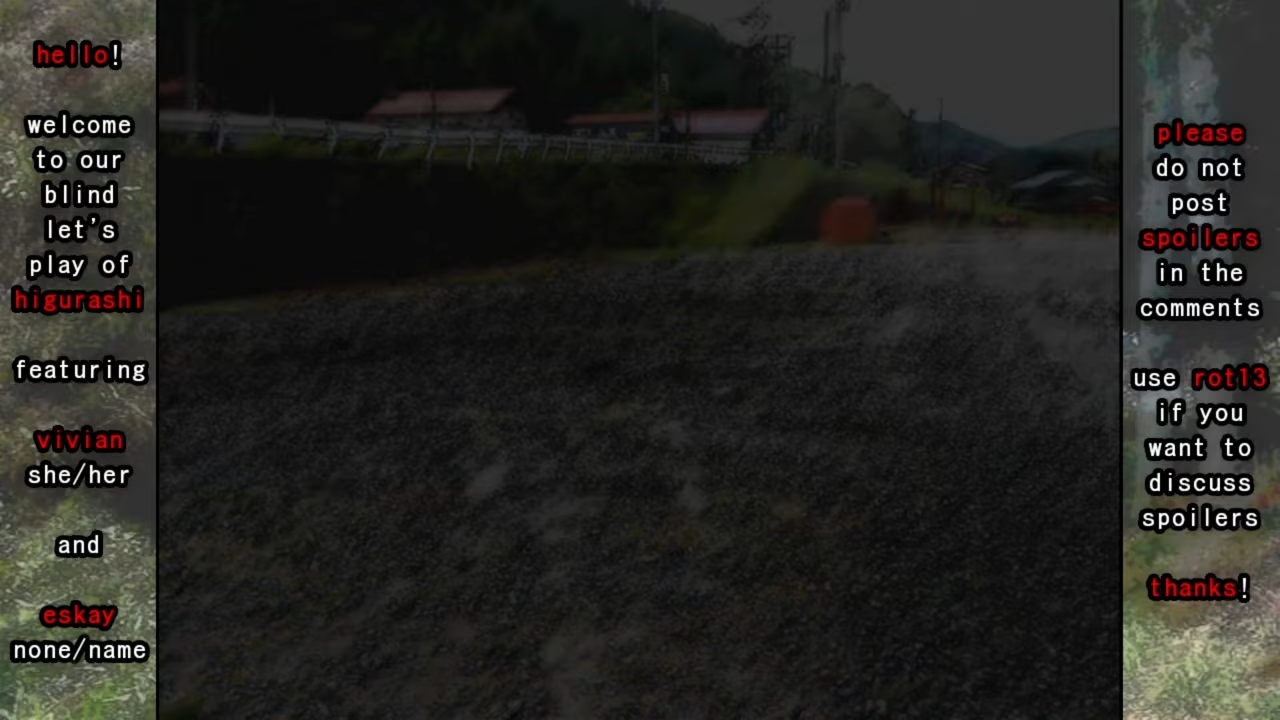 hello!
welcome
to our
blind
let's
play of
higurashi
featuring
vivian
she/her
and
eskay
none/name
please
do not
post
spoilers
in the
comments
use rot13
if you
want to
discuss
spoilers
thanks!